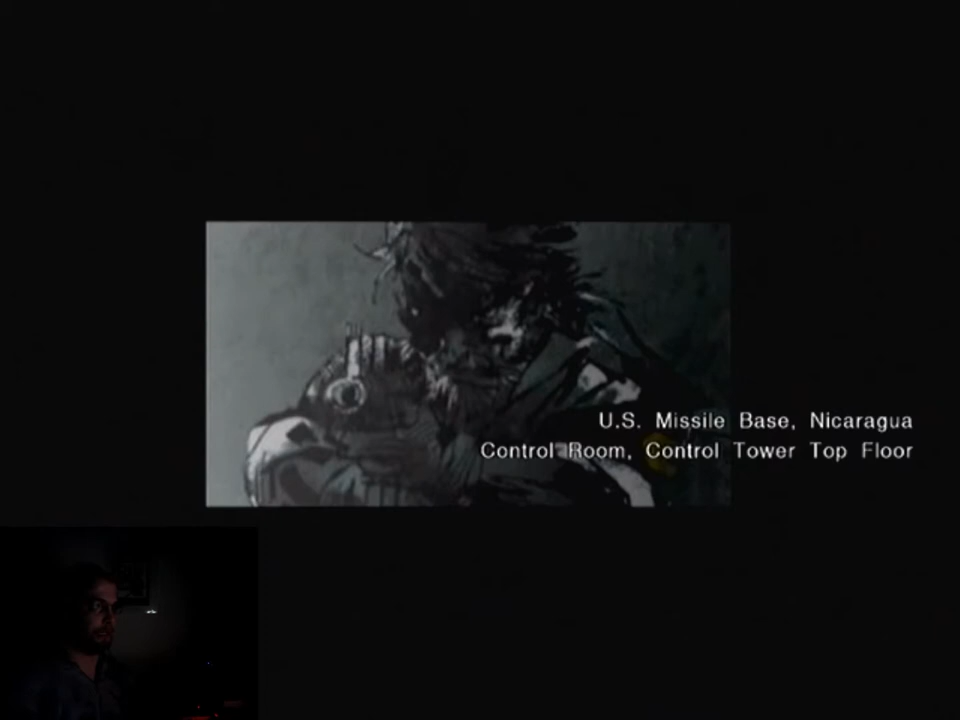 U.S. Missile Base, Nicaragua
Control Room, Control Tower Top Floor